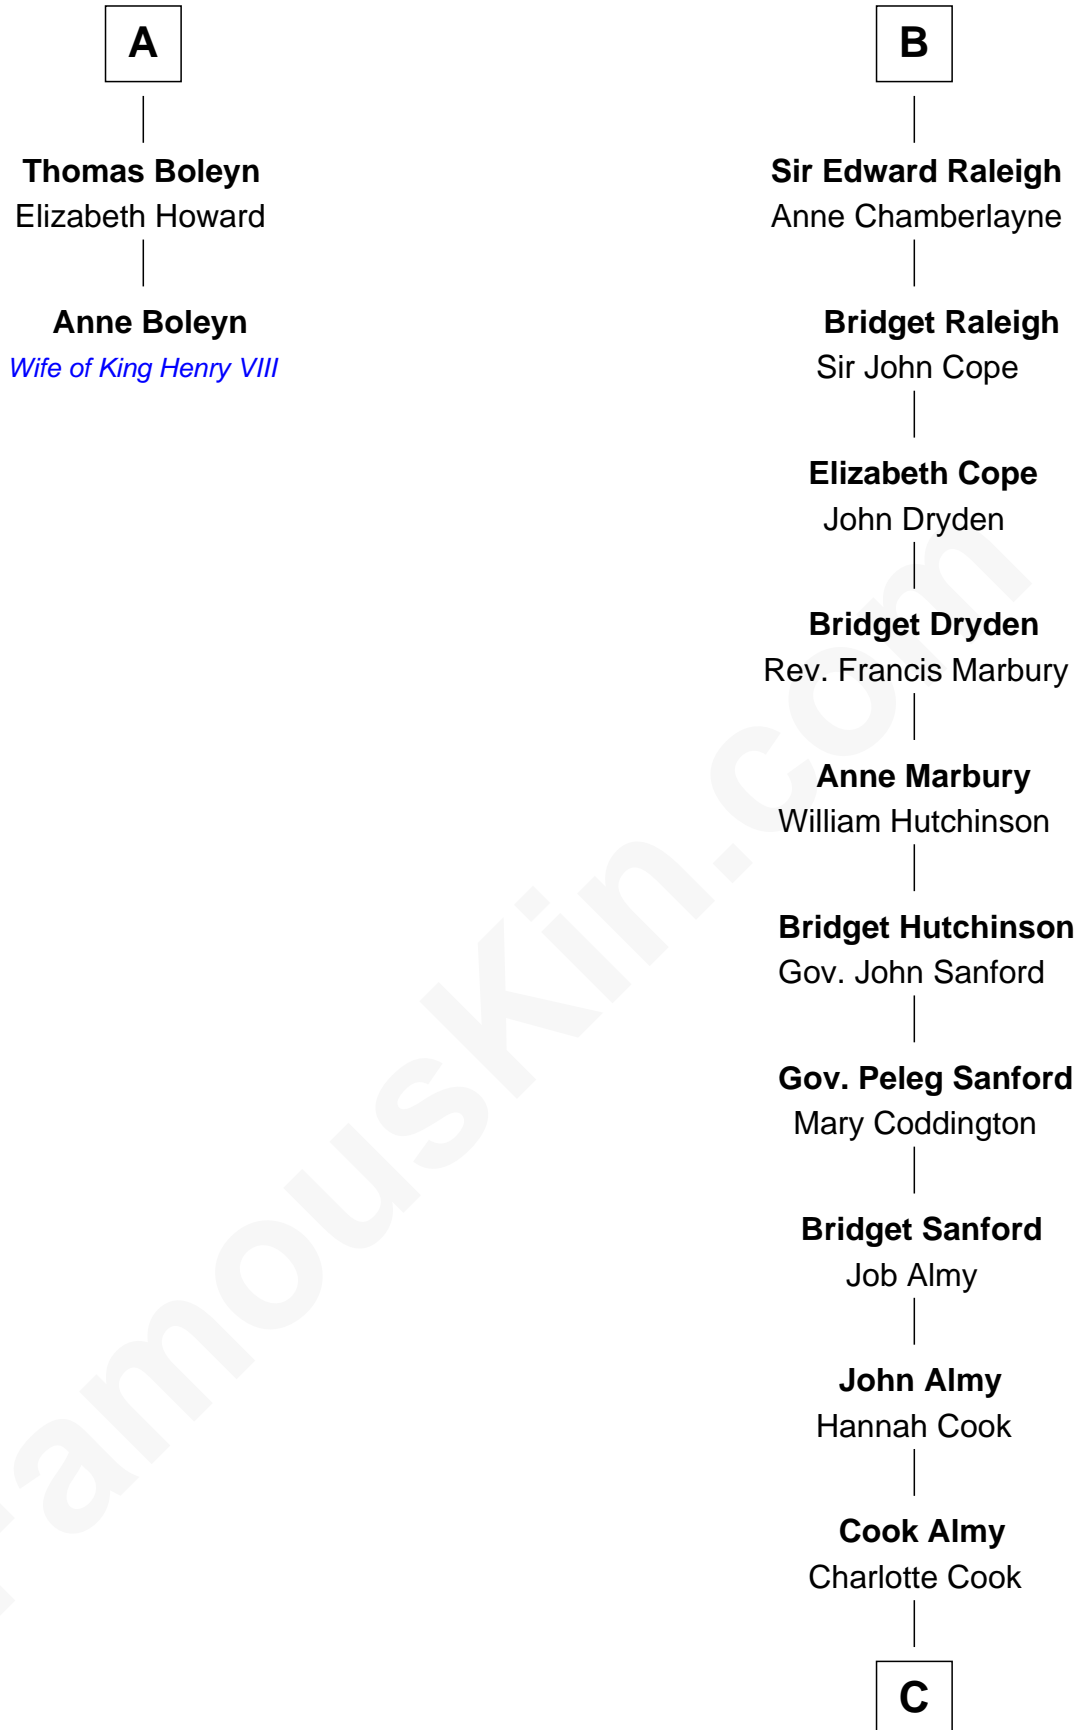 A
Thomas Boleyn
Elizabeth Howard
Anne Boleyn
Wife of King Henry VIII
B
Sir Edward Raleigh
Anne Chamberlayne
Bridget Raleigh
Sir John Cope
Elizabeth Cope
John Dryden
Bridget Dryden
Rev. Francis Marbury
Anne Marbury
William Hutchinson
Bridget Hutchinson
Gov. John Sanford
Gov. Peleg Sanford
Mary Coddington
Bridget Sanford
Job Almy
John Almy
Hannah Cook
Cook Almy
Charlotte Cook
C
FamousKin.com